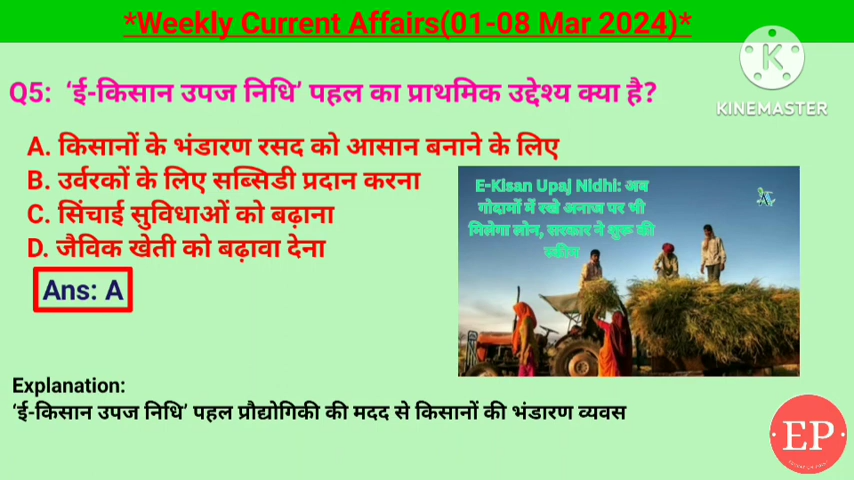 *Weekly Current Affairs(01-08 Mar 2024)*
KINEMASTER
Q5: ‘ई-किसान उपज निधि’ पहल का प्राथमिक उद्देश्य क्या है?
A. किसानों के भंडारण रसद को आसान बनाने के लिए
B. उर्वरकों के लिए सब्सिडी प्रदान करना
C. सिंचाई सुविधाओं को बढ़ाना
D. जैविक खेती को बढ़ावा देना
Ans: A
E-Kisan Upaj Nidhi: अब
गोदामों में रखे अनाज पर भी
मिलेगा लोन, सरकार ने शुरू की
स्कीम
Explanation:
‘ई-किसान उपज निधि’ पहल प्रौद्योगिकी की मदद से किसानों की भंडारण व्यवस
EP